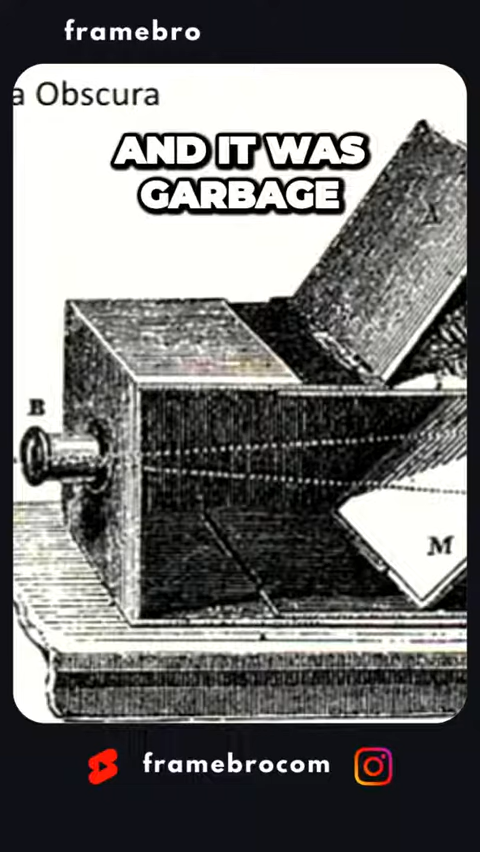 framebro
a Obscura
AND IT WAS
GARBAGE
B
M
framebrocom